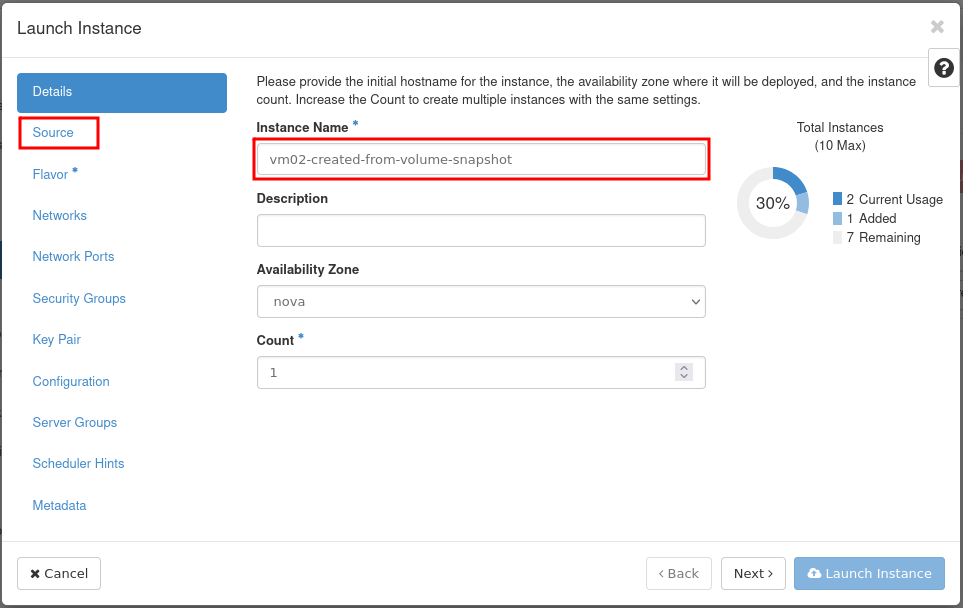 Launch Instance
Details
Source
Flavor *
Networks
Network Ports
Security Groups
Key Pair
Configuration
Server Groups
Scheduler Hints
Metadata
Please provide the initial hostname for the instance, the availability zone where it will be deployed, and the instance
count. Increase the Count to create multiple instances with the same settings.
Instance Name *
vm02-created-from-volume-snapshot
Description
Availability Zone
nova
Count *
1
Total Instances
(10 Max)
30%
2 Current Usage
1 Added
7 Remaining
Cancel
Back
Next
Launch Instance